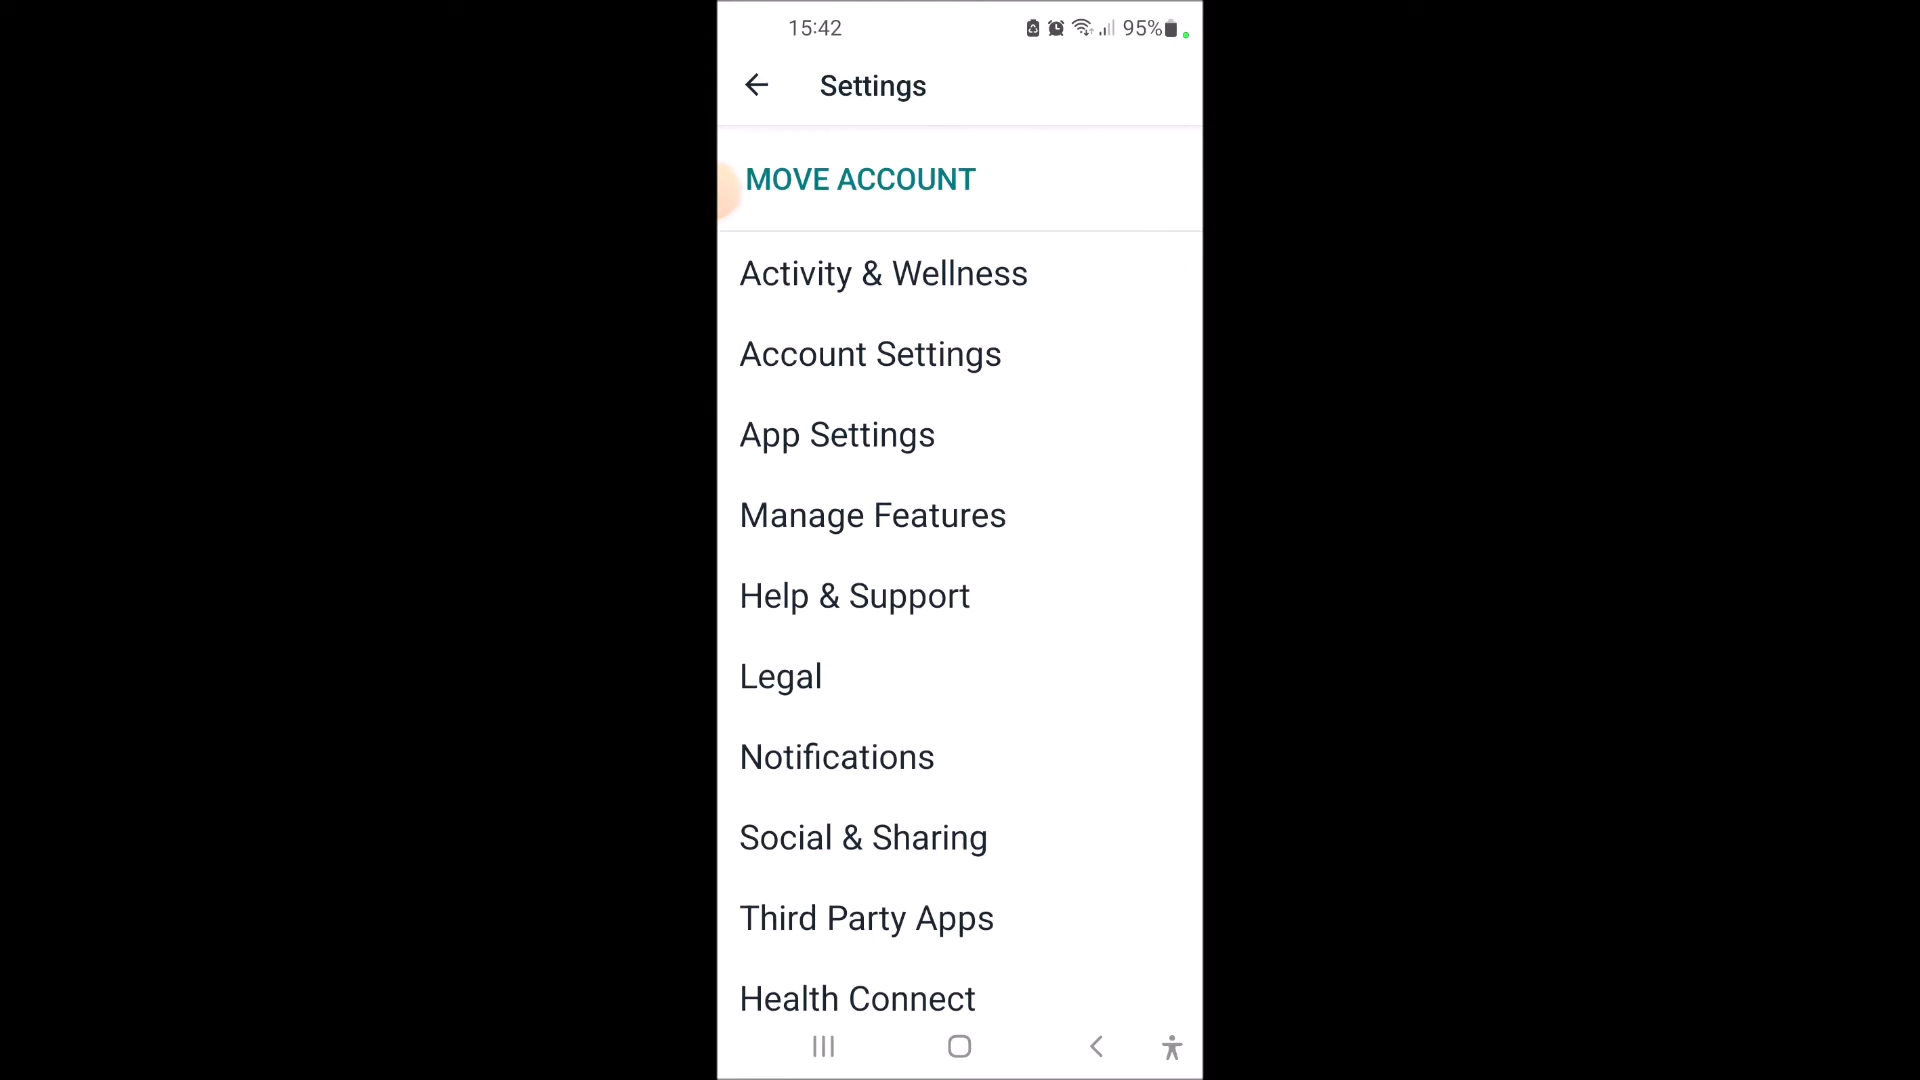 15:42 95%
Settings
MOVE ACCOUNT
Activity & Wellness
Account Settings
App Settings
Manage Features
Help & Support
Legal
Notifications
Social & Sharing
Third Party Apps
Health Connect